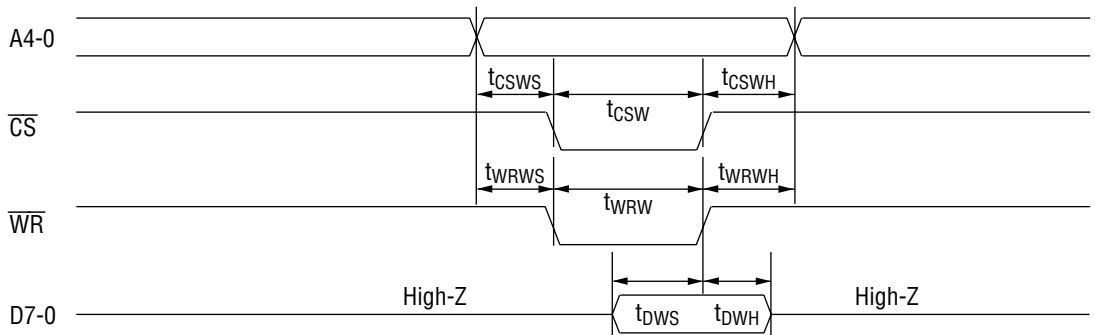 A4-0
tCSWS tCSWH
tCSW
CS
tWRWS tWRWH
tWRW
WR
High-Z High-Z
D7-0 tDWS tDWH